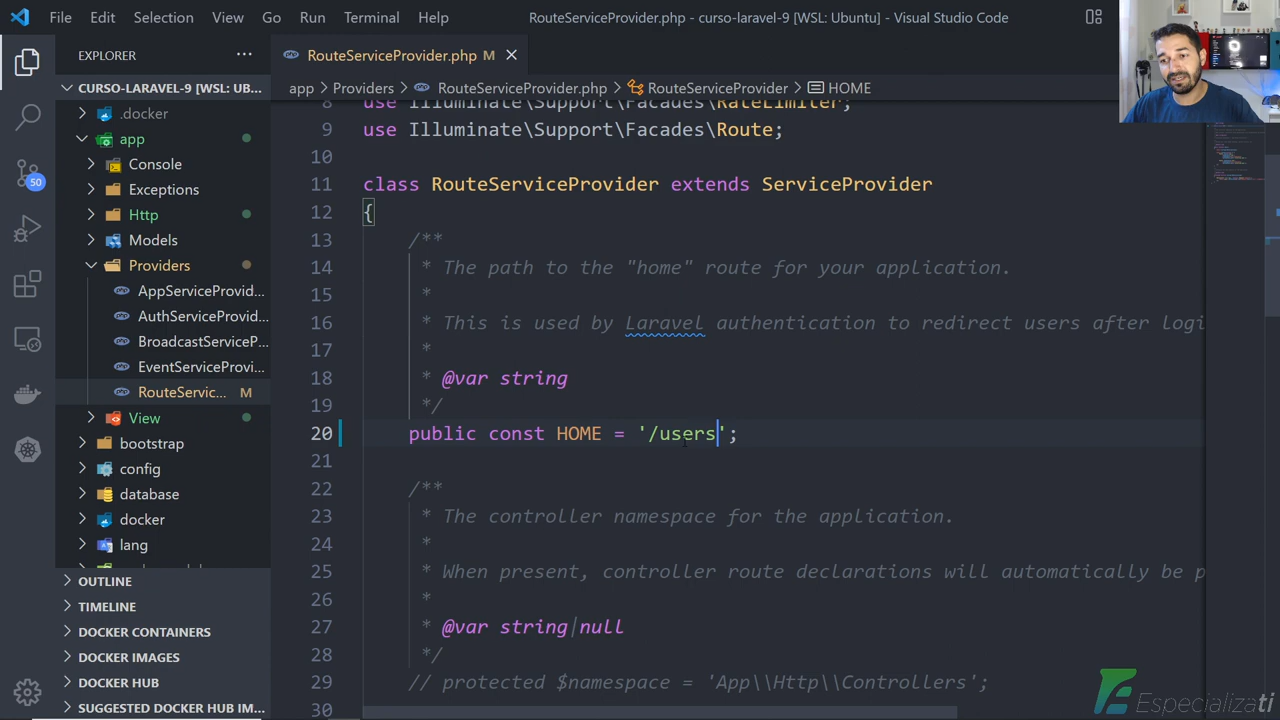 File Edit Selection View Go Run Terminal Help RouteServiceProvider.php - curso-laravel-9 [WSL: Ubuntu] - Visual Studio Code
EXPLORER ···
CURSO-LARAVEL-9 [WSL: UB...
.docker
app
Console
Exceptions
Http
Models
Providers
AppServiceProvid...
AuthServiceProvid...
BroadcastServiceP...
EventServiceProvi...
RouteServic... M
View
bootstrap
config
database
docker
lang
OUTLINE
TIMELINE
DOCKER CONTAINERS
DOCKER IMAGES
DOCKER HUB
SUGGESTED DOCKER HUB IM...
50
RouteServiceProvider.php M
app > Providers > RouteServiceProvider.php > RouteServiceProvider > HOME
8 use Illuminate\Support\Facades\RateLimiter;
9 use Illuminate\Support\Facades\Route;
10
11 class RouteServiceProvider extends ServiceProvider
12 {
13 /**
14 * The path to the "home" route for your application.
15 *
16 * This is used by Laravel authentication to redirect users after logi
17 *
18 * @var string
19 */
20 public const HOME = '/users';
21
22 /**
23 * The controller namespace for the application.
24 *
25 * When present, controller route declarations will automatically be p
26 *
27 * @var string|null
28 */
29 // protected $namespace = 'App\\Http\\Controllers';
30
Especializati